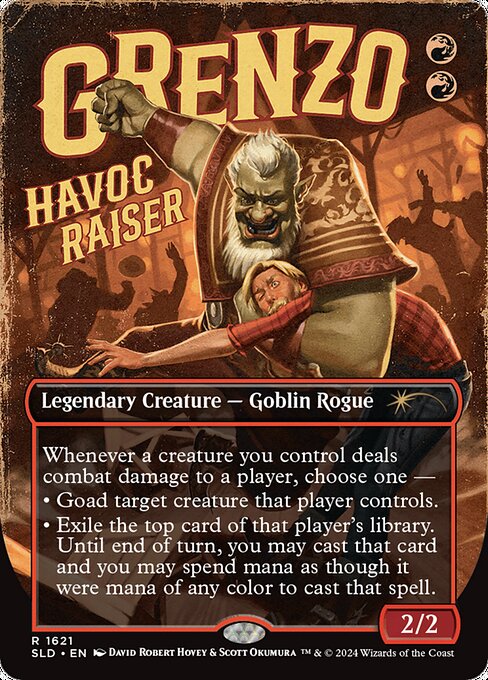 GRENZO
HAVOC
RAISER
Legendary Creature — Goblin Rogue
Whenever a creature you control deals
combat damage to a player, choose one —
• Goad target creature that player controls.
• Exile the top card of that player's library.
Until end of turn, you may cast that card
and you may spend mana as though it
were mana of any color to cast that spell.
2/2
R 1621
SLD • EN David Robert Hovey & Scott Okumura ™ & © 2024 Wizards of the Coast